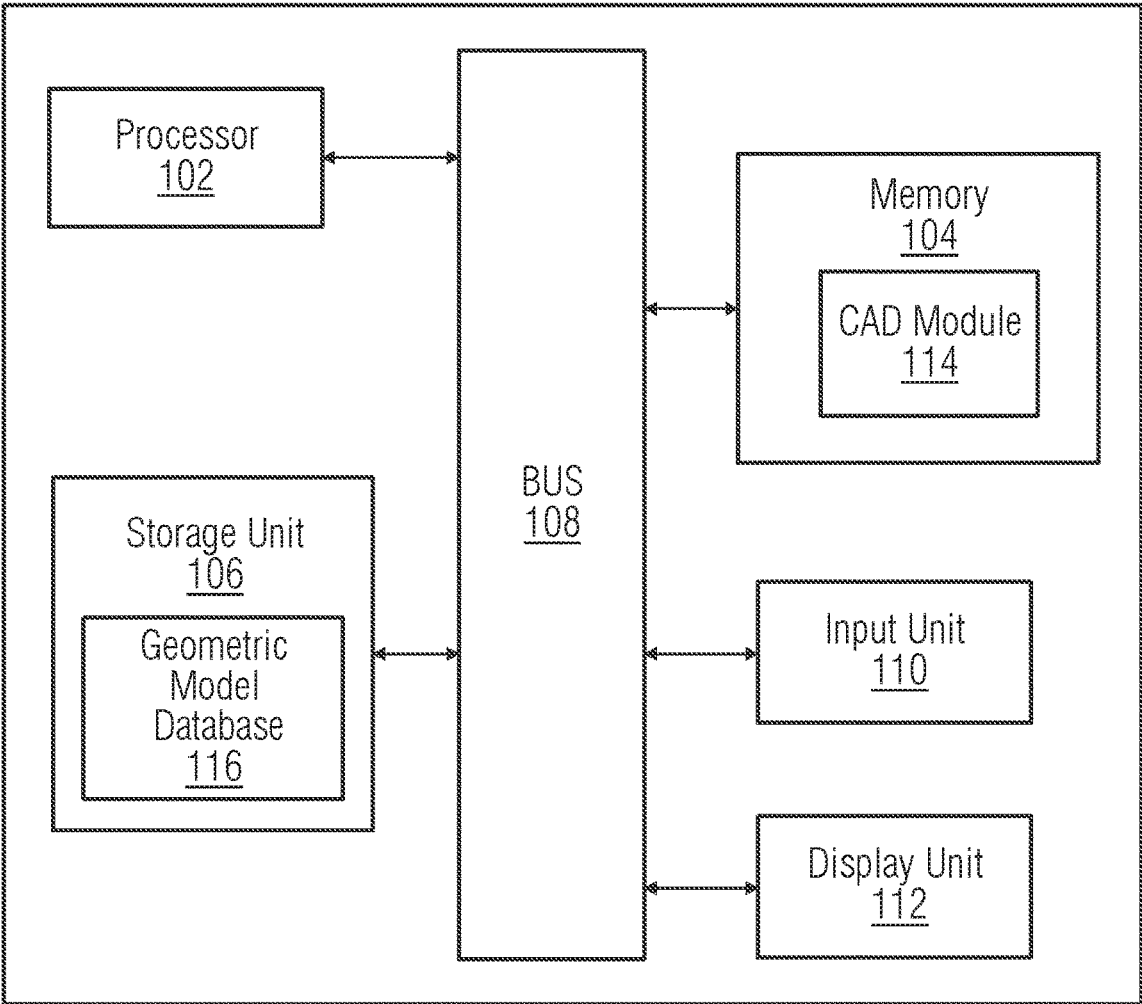 Processor
102
Memory
104
CAD Module
114
BUS
108
Storage Unit
106
Geometric
Model
Database
116
Input Unit
110
Display Unit
112